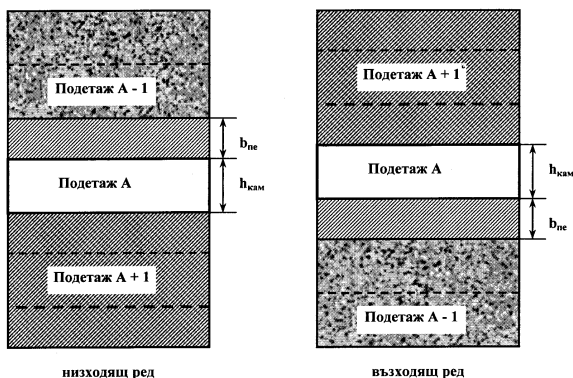 Подетаж А - 1
bпе
Подетаж А
hкам
Подетаж А + 1
низходящ ред
Подетаж А + 1
Подетаж А
hкам
bпе
Подетаж А - 1
възходящ ред